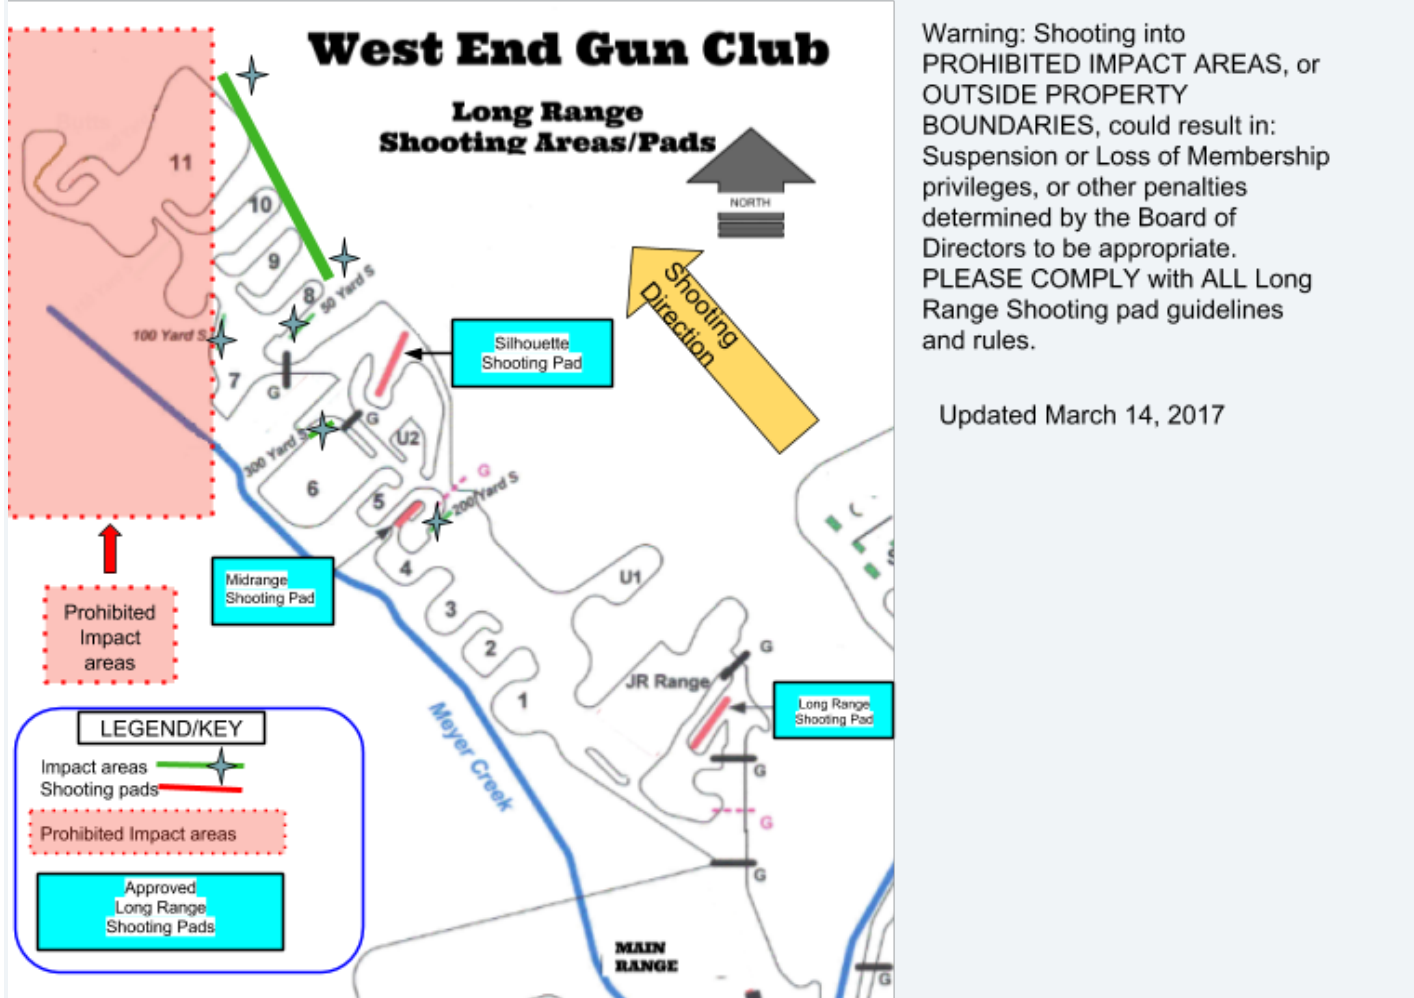 West End Gun Club
Long Range
Shooting Areas/Pads
NORTH
Shooting
Direction
11
10
9
8
50 Yard S
100 Yard S
7
G
Silhouette
Shooting Pad
G
U2
300 Yard S
6
5
G
200 Yard S
4
Midrange
Shooting Pad
3
2
1
U1
JR Range
G
Long Range
Shooting Pad
G
G
G
G
Meyer Creek
MAIN
RANGE
Prohibited
Impact
areas
LEGEND/KEY
Impact areas
Shooting pads
Prohibited Impact areas
Approved
Long Range
Shooting Pads
Warning: Shooting into
PROHIBITED IMPACT AREAS, or
OUTSIDE PROPERTY
BOUNDARIES, could result in:
Suspension or Loss of Membership
privileges, or other penalties
determined by the Board of
Directors to be appropriate.
PLEASE COMPLY with ALL Long
Range Shooting pad guidelines
and rules.
Updated March 14, 2017